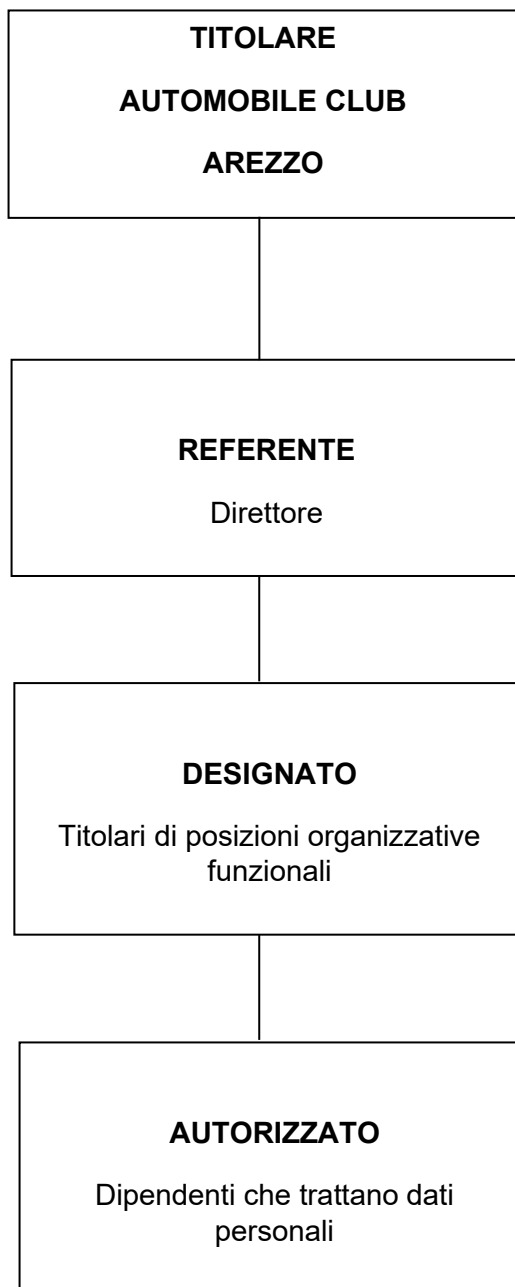 TITOLARE
AUTOMOBILE CLUB
AREZZO
REFERENTE
Direttore
DESIGNATO
Titolari di posizioni organizzative
funzionali
AUTORIZZATO
Dipendenti che trattano dati
personali